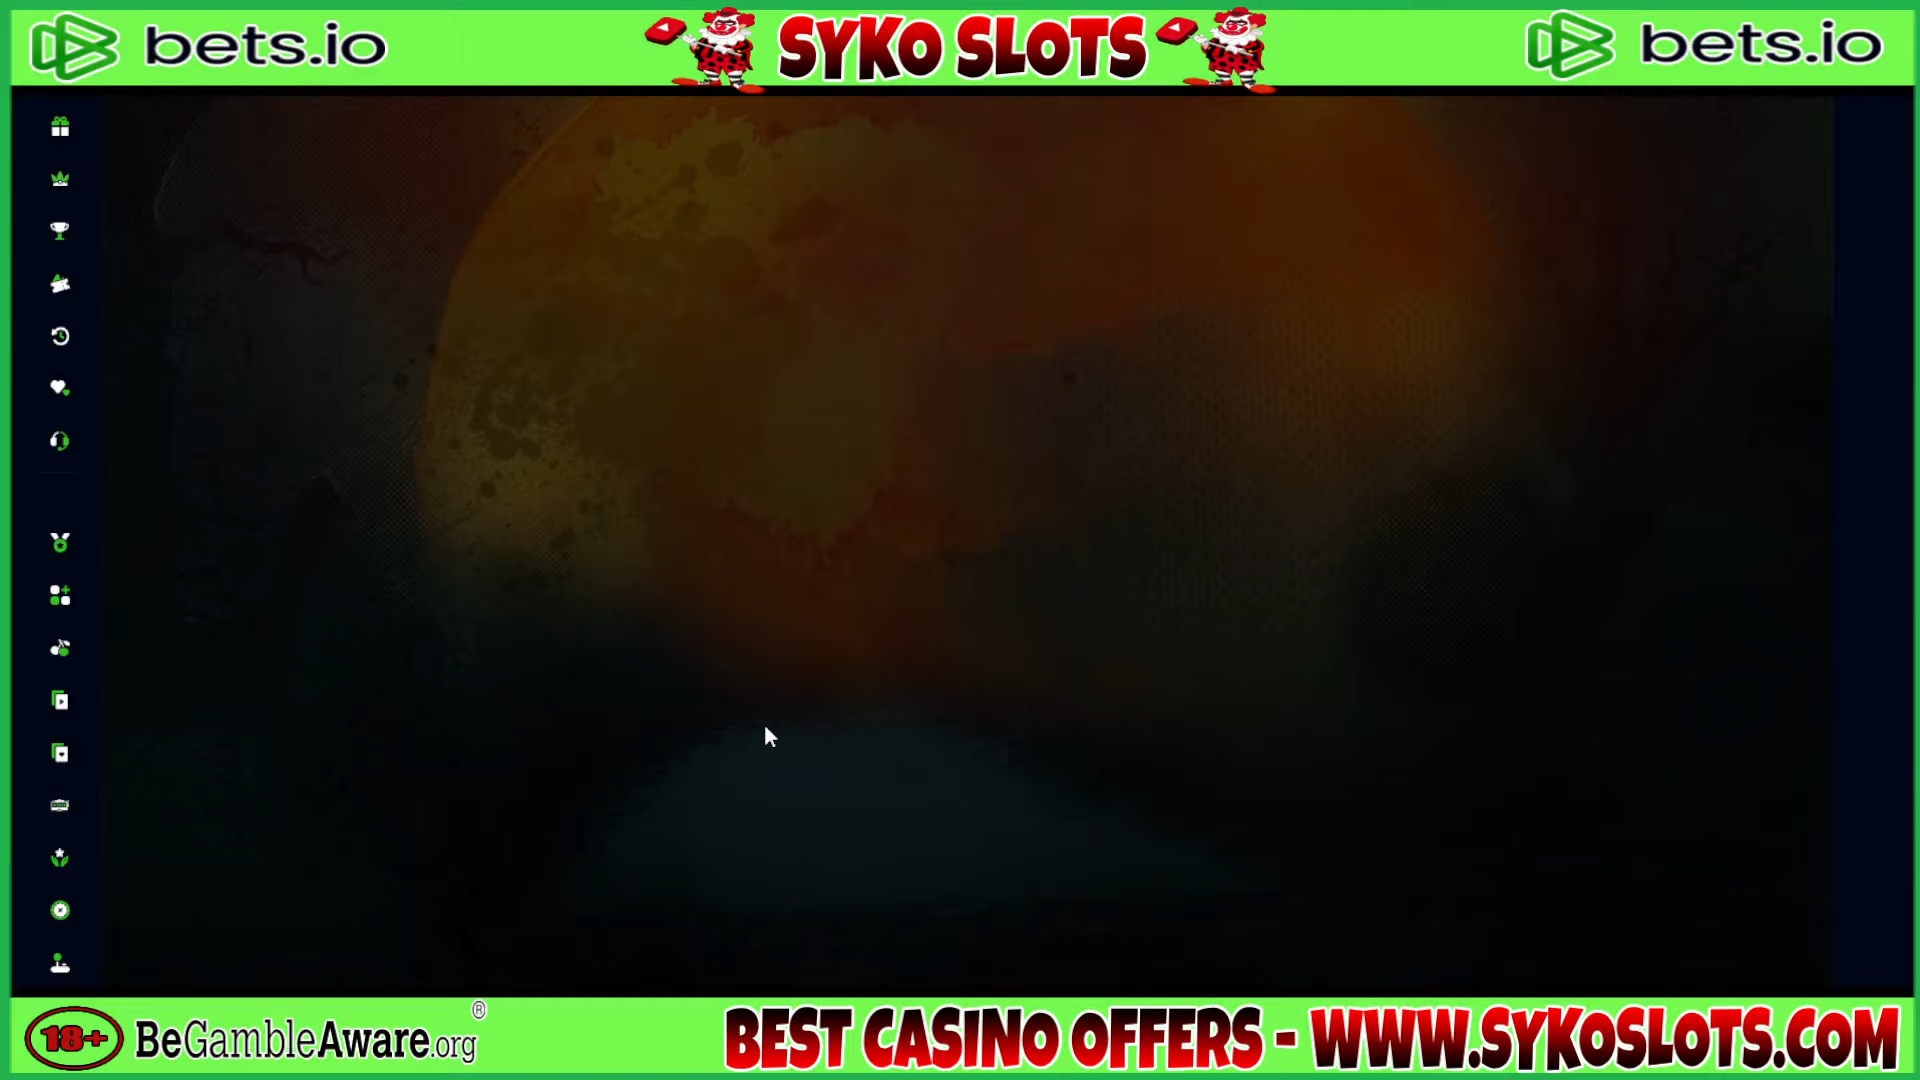 bets.io
SYKO SLOTS
bets.io
18+
BeGambleAware.org®
BEST CASINO OFFERS - WWW.SYKOSLOTS.COM